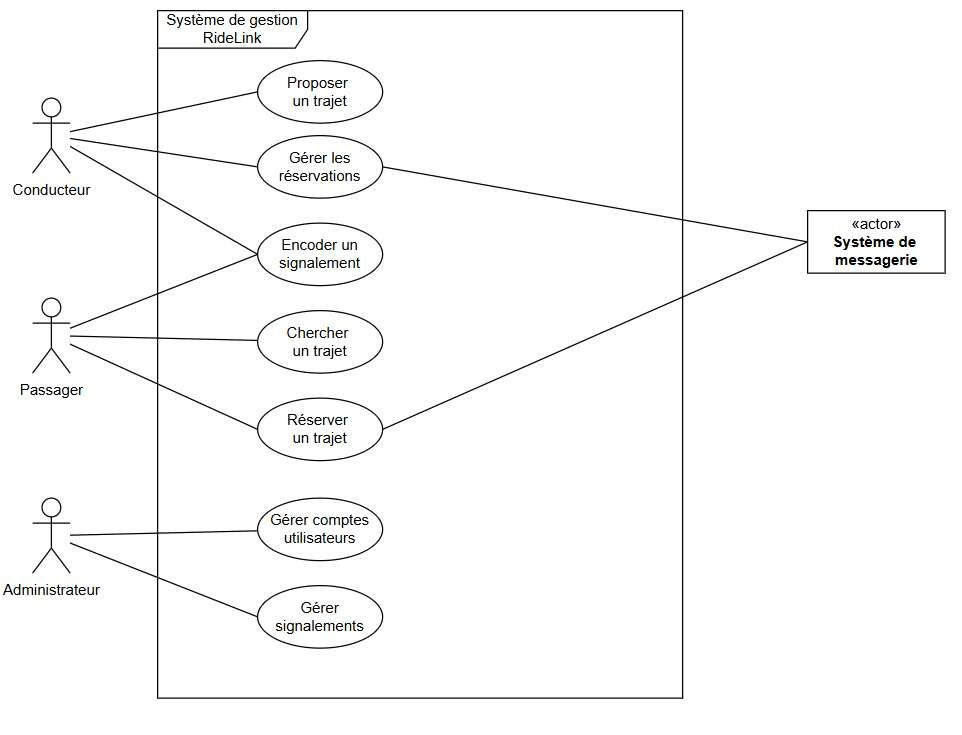 Système de gestion
RideLink
Proposer
un trajet
Conducteur
Gérer les
réservations
«actor»
Système de
messagerie
Encoder un
signalement
Passager
Chercher
un trajet
Réserver
un trajet
Administrateur
Gérer comptes
utilisateurs
Gérer
signalements